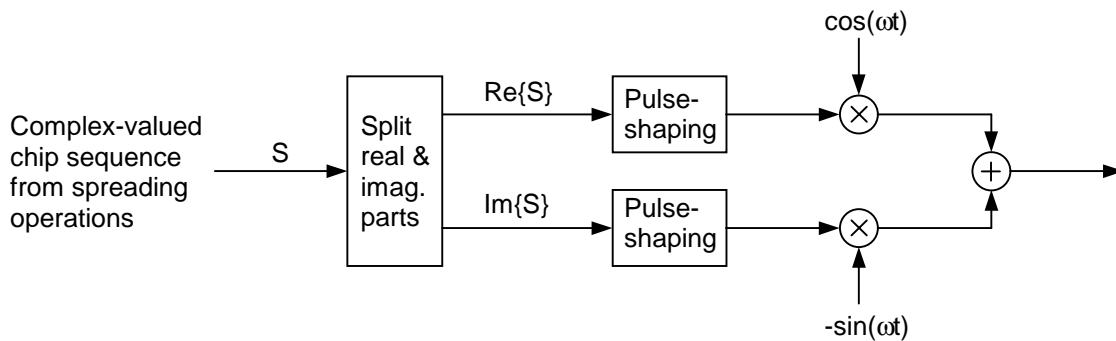 cos(ωt)
Complex-valued
chip sequence
from spreading
operations
S
Split
real &
imag.
parts
Re{S}
Im{S}
Pulse-
shaping
Pulse-
shaping
-sin(ωt)